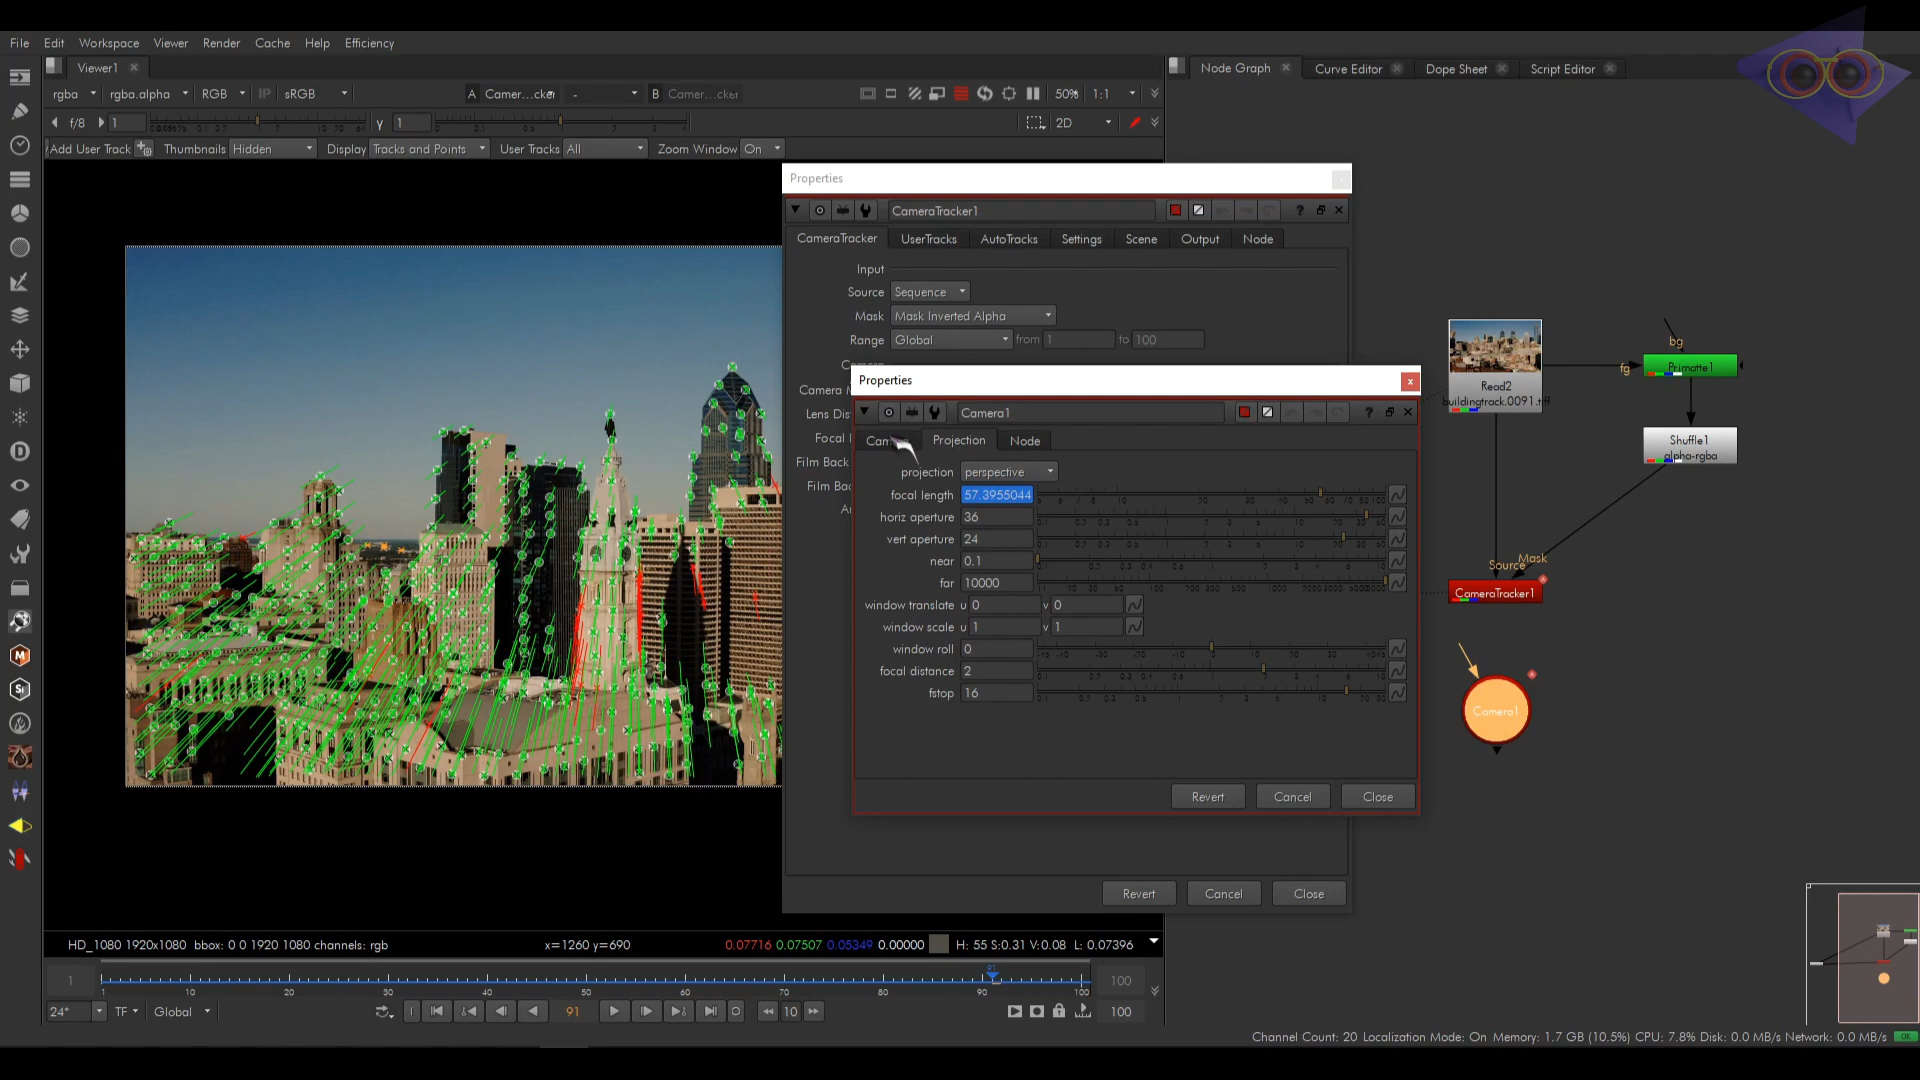 File Edit Workspace Viewer Render Cache Help Efficiency
Viewer1
Node Graph Curve Editor Dope Sheet Script Editor
rgba rgba.alpha RGB IP sRGB A Camer...cker - B Camer...cker 50% 1:1
f/8 1 γ 1 2D
Add User Track Thumbnails Hidden Display Tracks and Points User Tracks All Zoom Window On
Properties
CameraTracker1
CameraTracker UserTracks AutoTracks Settings Scene Output Node
Input
Source Sequence
Mask Mask Inverted Alpha
Range Global from 1 to 100
Camera
Camera M
Lens Dis
Focal
Film Back
Film Bac
Properties
Camera1
Cam Projection Node
projection perspective
focal length 57.3955044
horiz aperture 36
vert aperture 24
near 0.1
far 10000
window translate u 0 v 0
window scale u 1 v 1
window roll 0
focal distance 2
fstop 16
Revert Cancel Close
Revert Cancel Close
bg
fg Primatte1
Read2
buildingtrack.0091.tiff
Shuffle1
alpha-rgba
Source Mask
CameraTracker1
Camera1
HD_1080 1920x1080 bbox: 0 0 1920 1080 channels: rgb x=1260 y=690 0.07716 0.07507 0.05349 0.00000 H: 55 S:0.31 V:0.08 L: 0.07396
91
1 100
1 10 20 30 40 50 60 70 80 90 100
24* TF Global 91 10 100
Channel Count: 20 Localization Mode: On Memory: 1.7 GB (10.5%) CPU: 7.8% Disk: 0.0 MB/s Network: 0.0 MB/s